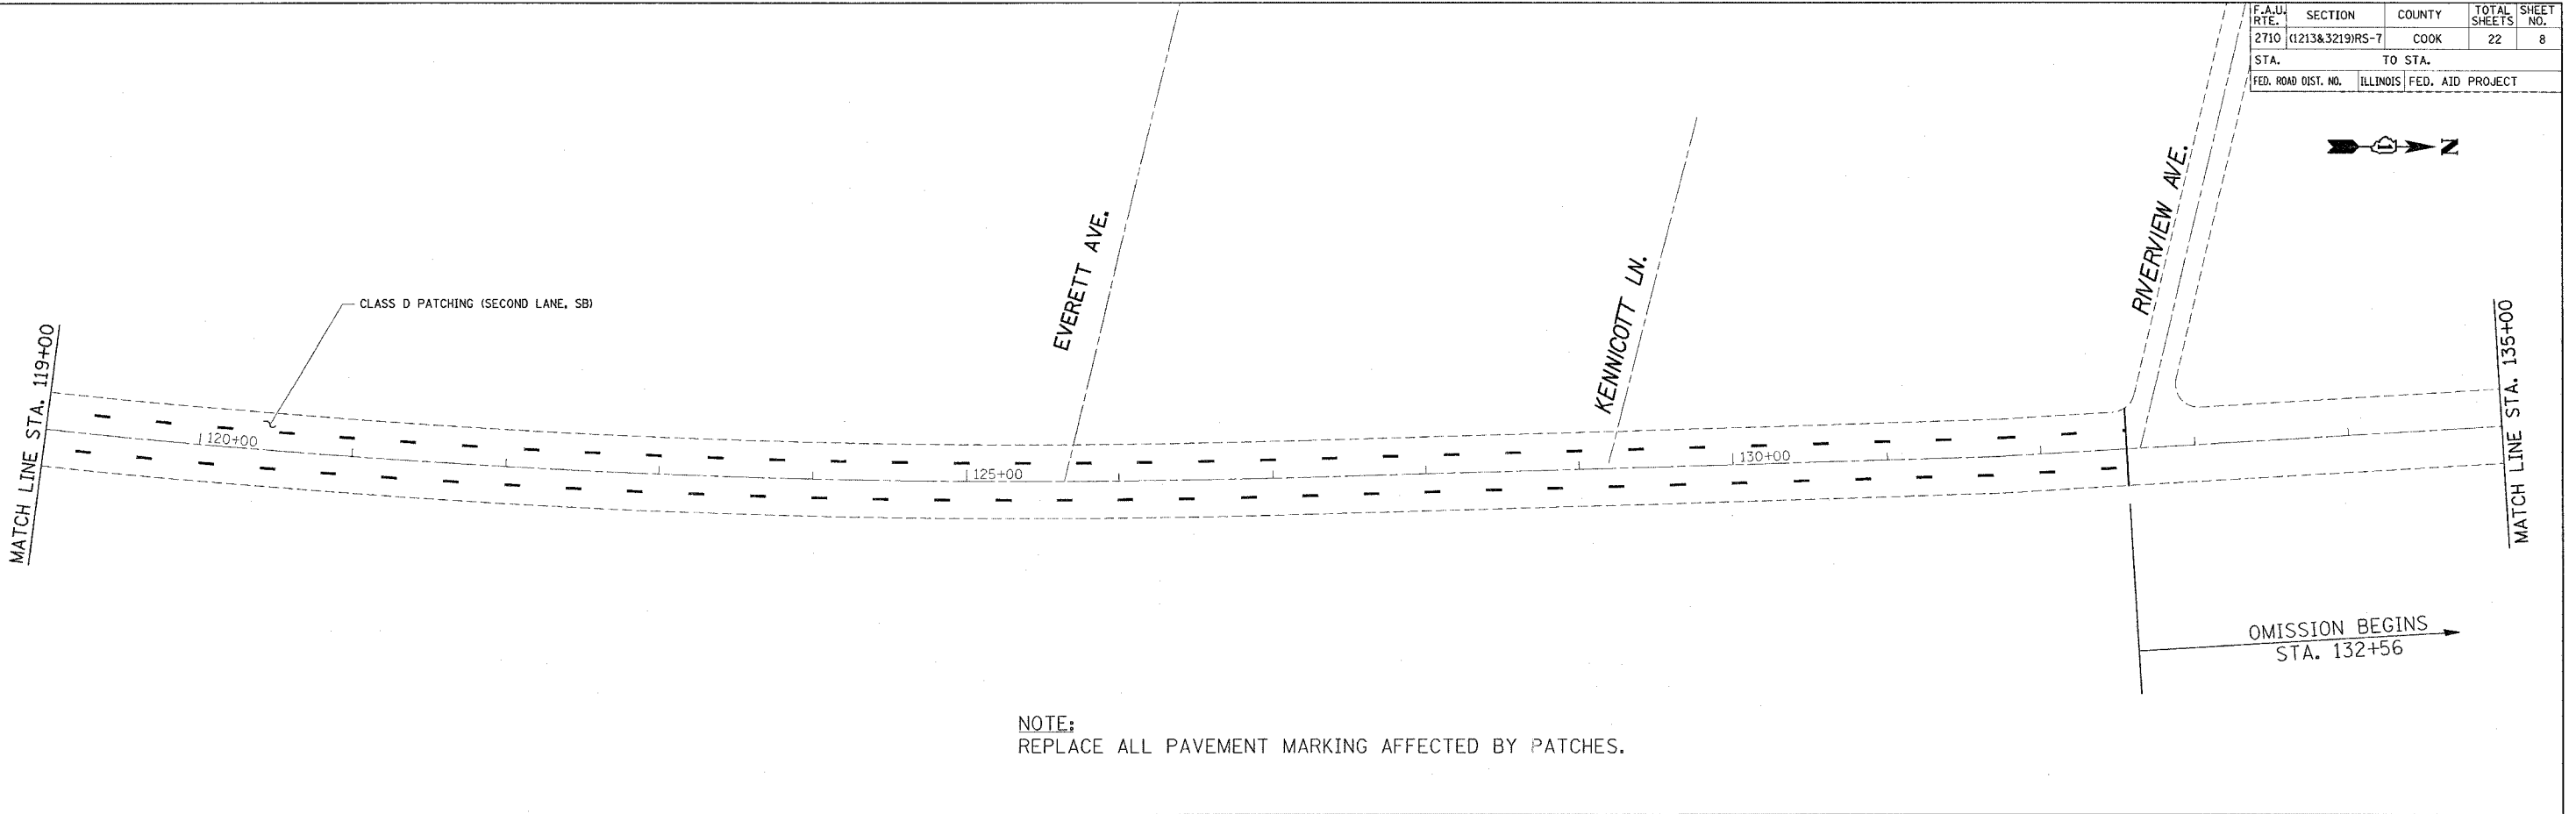 F.A.U. RTE. SECTION COUNTY TOTAL SHEETS SHEET NO.
2710 (1213&3219)RS-7 COOK 22 8
STA. TO STA.
FED. ROAD DIST. NO. ILLINOIS FED. AID PROJECT
N
RIVERVIEW AVE.
EVERETT AVE.
KENNICOTT LN.
CLASS D PATCHING (SECOND LANE, SB)
MATCH LINE STA. 119+00
MATCH LINE STA. 135+00
120+00
125+00
130+00
OMISSION BEGINS
STA. 132+56
NOTE:
REPLACE ALL PAVEMENT MARKING AFFECTED BY PATCHES.